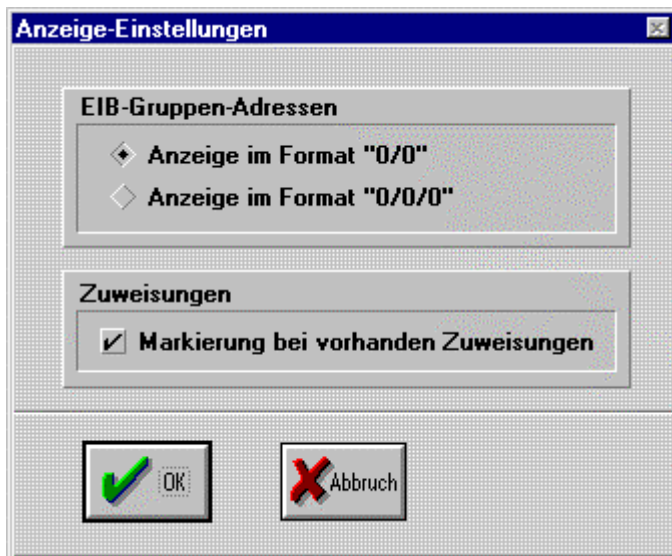 Anzeige-Einstellungen
EIB-Gruppen-Adressen
Anzeige im Format "0/0"
Anzeige im Format "0/0/0"
Zuweisungen
Markierung bei vorhanden Zuweisungen
OK
Abbruch